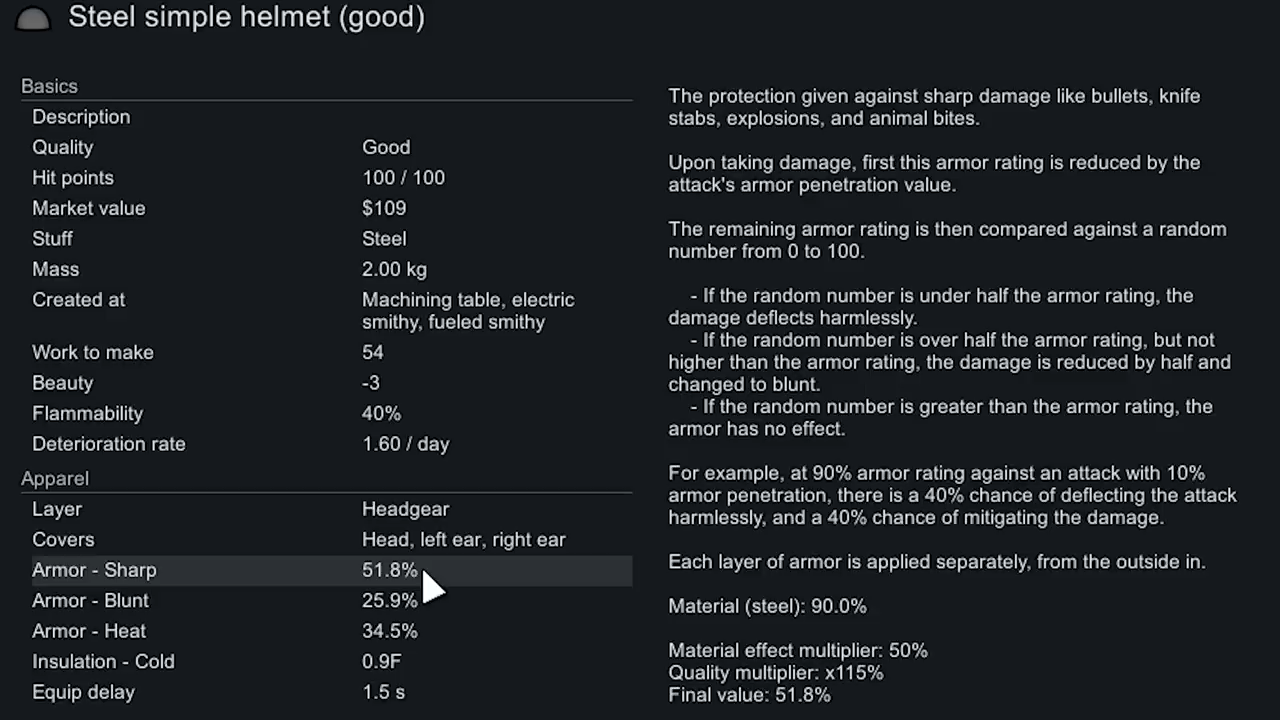 Steel simple helmet (good)
Basics
Description
Quality Good
Hit points 100 / 100
Market value $109
Stuff Steel
Mass 2.00 kg
Created at Machining table, electric
smithy, fueled smithy
Work to make 54
Beauty -3
Flammability 40%
Deterioration rate 1.60 / day
Apparel
Layer Headgear
Covers Head, left ear, right ear
Armor - Sharp 51.8%
Armor - Blunt 25.9%
Armor - Heat 34.5%
Insulation - Cold 0.9F
Equip delay 1.5 s
The protection given against sharp damage like bullets, knife
stabs, explosions, and animal bites.
Upon taking damage, first this armor rating is reduced by the
attack's armor penetration value.
The remaining armor rating is then compared against a random
number from 0 to 100.
- If the random number is under half the armor rating, the
damage deflects harmlessly.
- If the random number is over half the armor rating, but not
higher than the armor rating, the damage is reduced by half and
changed to blunt.
- If the random number is greater than the armor rating, the
armor has no effect.
For example, at 90% armor rating against an attack with 10%
armor penetration, there is a 40% chance of deflecting the attack
harmlessly, and a 40% chance of mitigating the damage.
Each layer of armor is applied separately, from the outside in.
Material (steel): 90.0%
Material effect multiplier: 50%
Quality multiplier: x115%
Final value: 51.8%